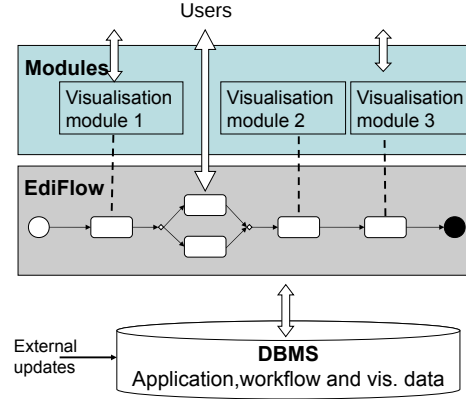 Users
Modules
Visualisation
module 1
Visualisation
module 2
Visualisation
module 3
EdiFlow
External
updates
DBMS
Application,workflow and vis. data